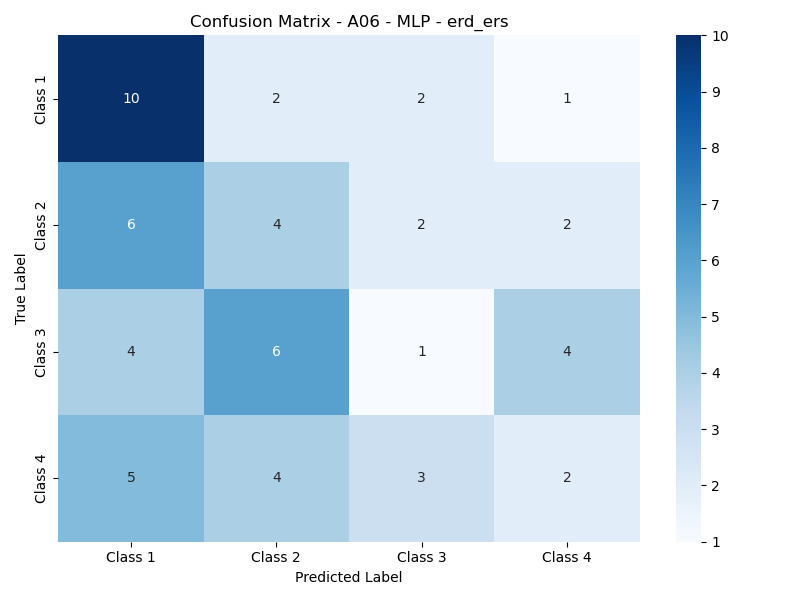 Confusion Matrix - A06 - MLP - erd_ers
True Label
Class 1
10 2 2 1
Class 2
6 4 2 2
Class 3
4 6 1 4
Class 4
5 4 3 2
Class 1 Class 2 Class 3 Class 4
Predicted Label
10
9
8
7
6
5
4
3
2
1